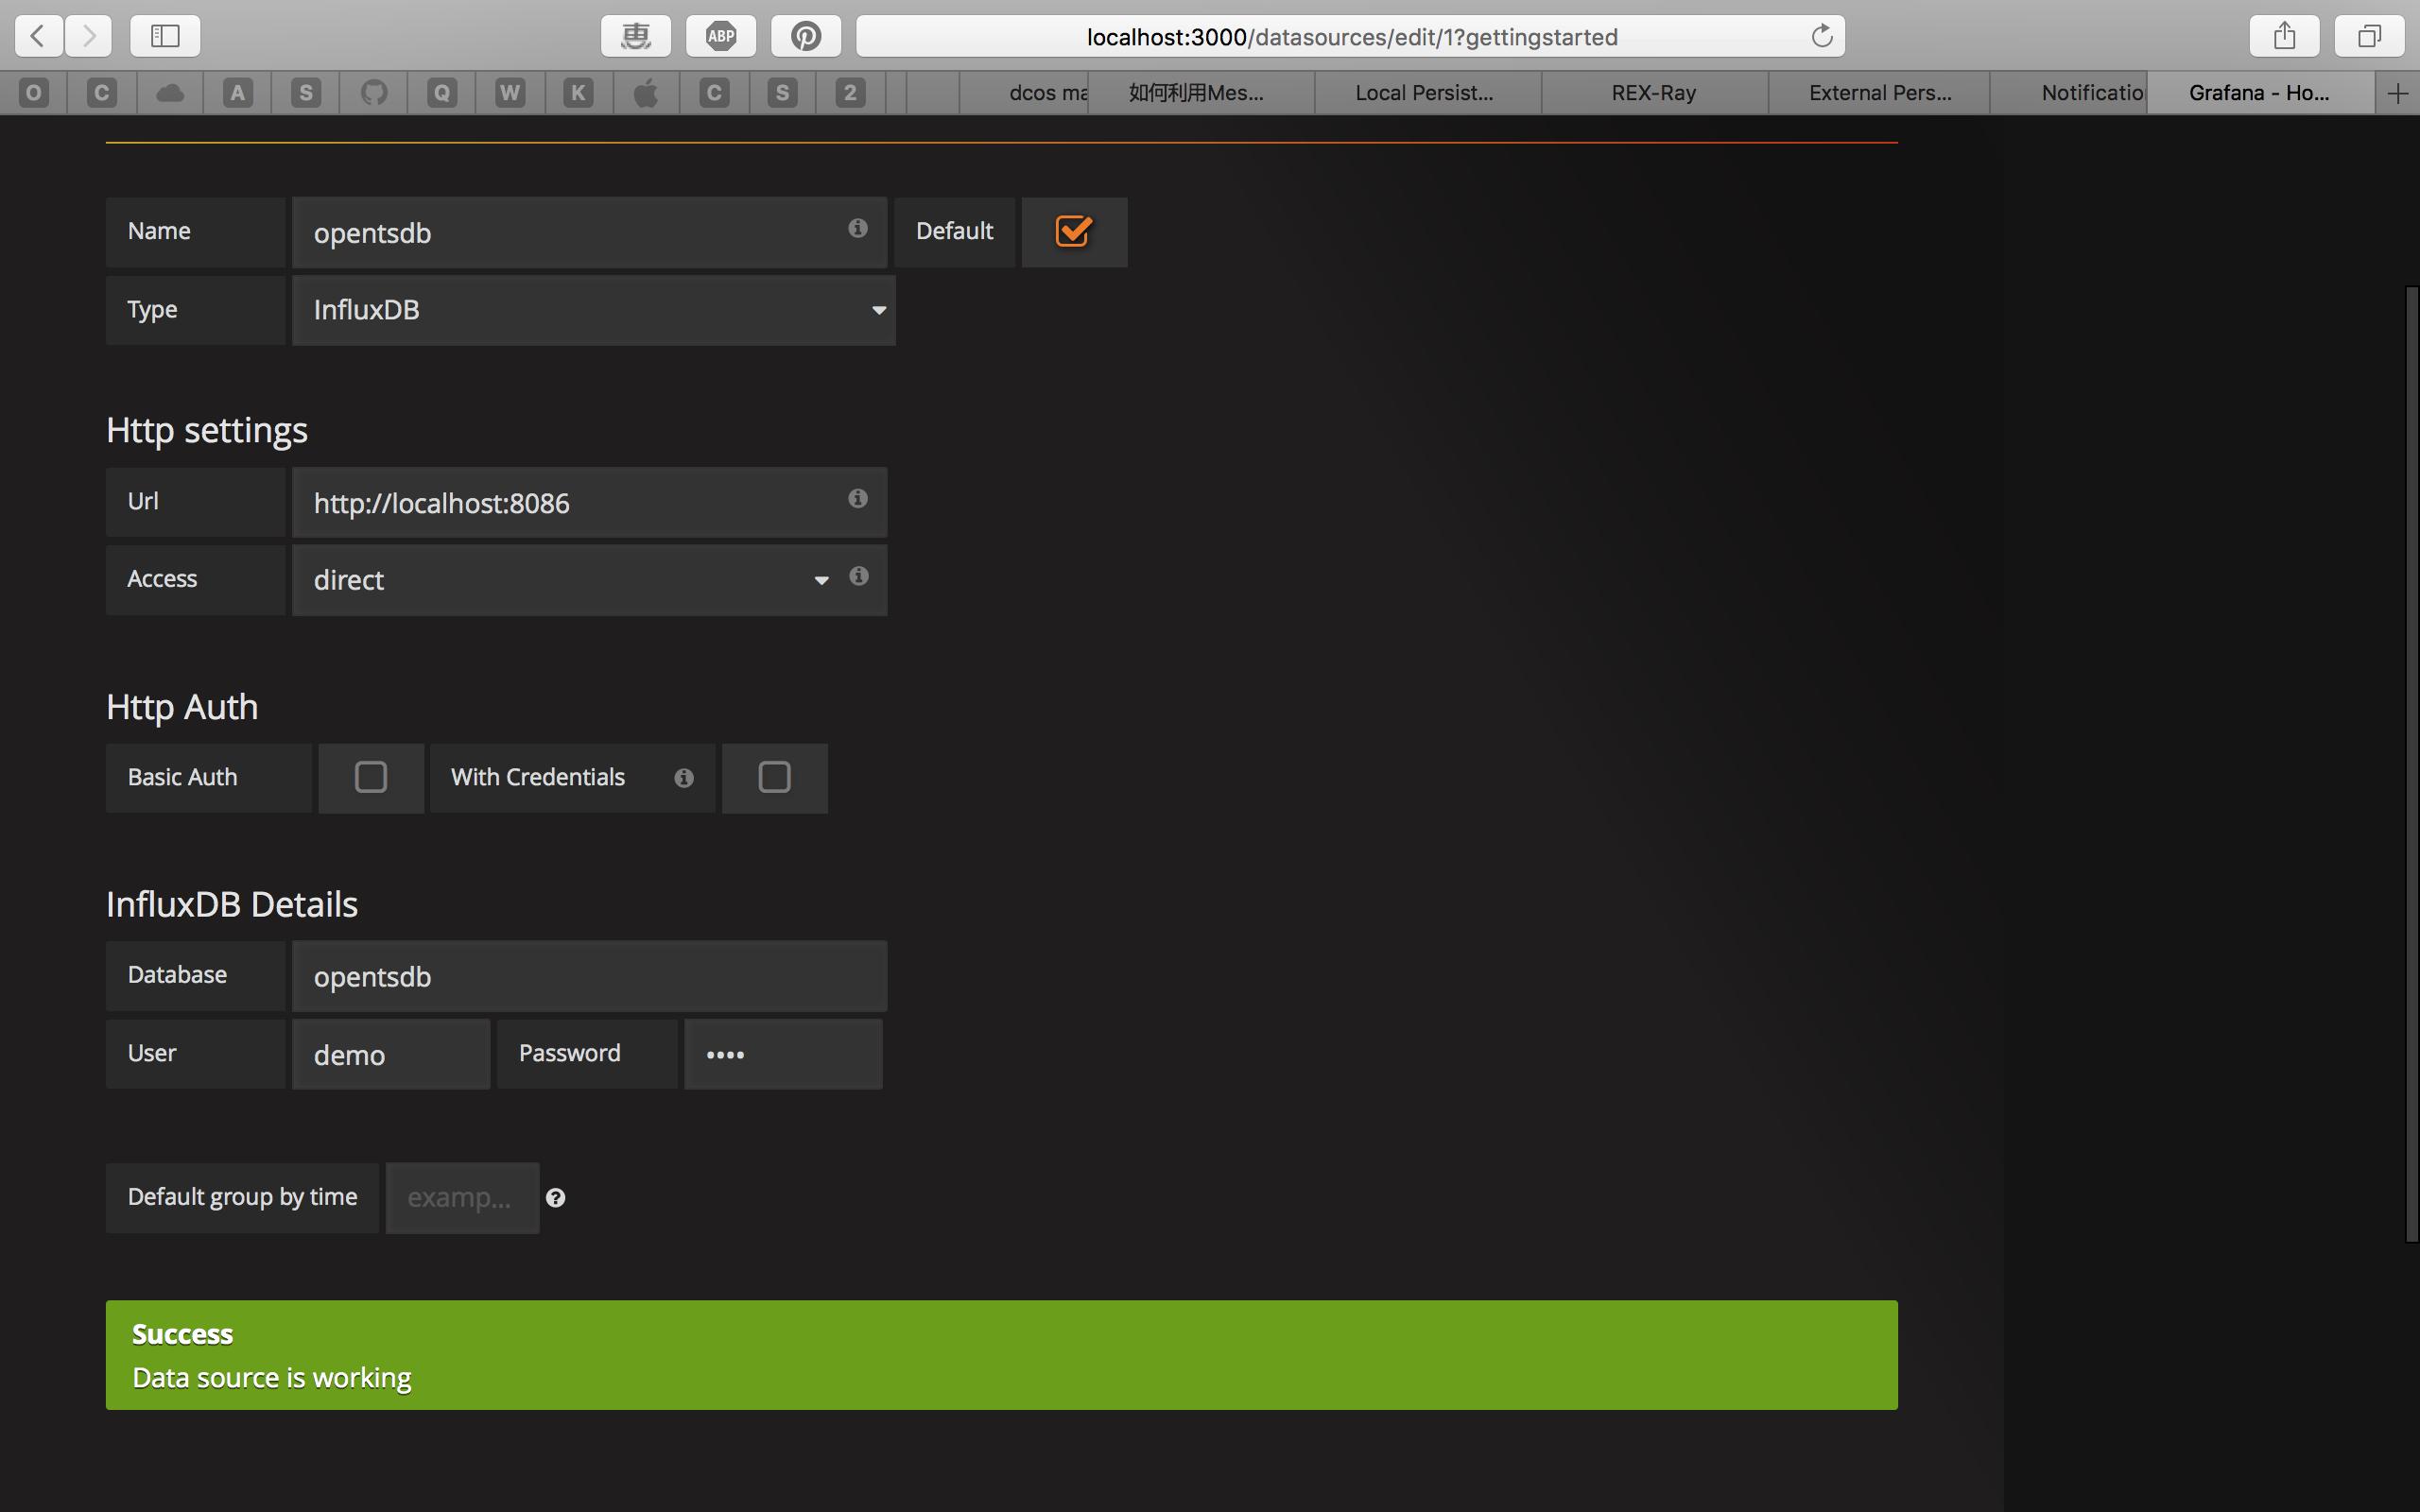 惠 ABP localhost:3000/datasources/edit/1?gettingstarted
O C A S Q W K C S 2 dcos ma 如何利用Mes... Local Persist... REX-Ray External Pers... Notificatio Grafana - Ho...
Name opentsdb Default
Type InfluxDB
Http settings
Url http://localhost:8086
Access direct
Http Auth
Basic Auth With Credentials
InfluxDB Details
Database opentsdb
User demo Password ••••
Default group by time examp...
Success
Data source is working